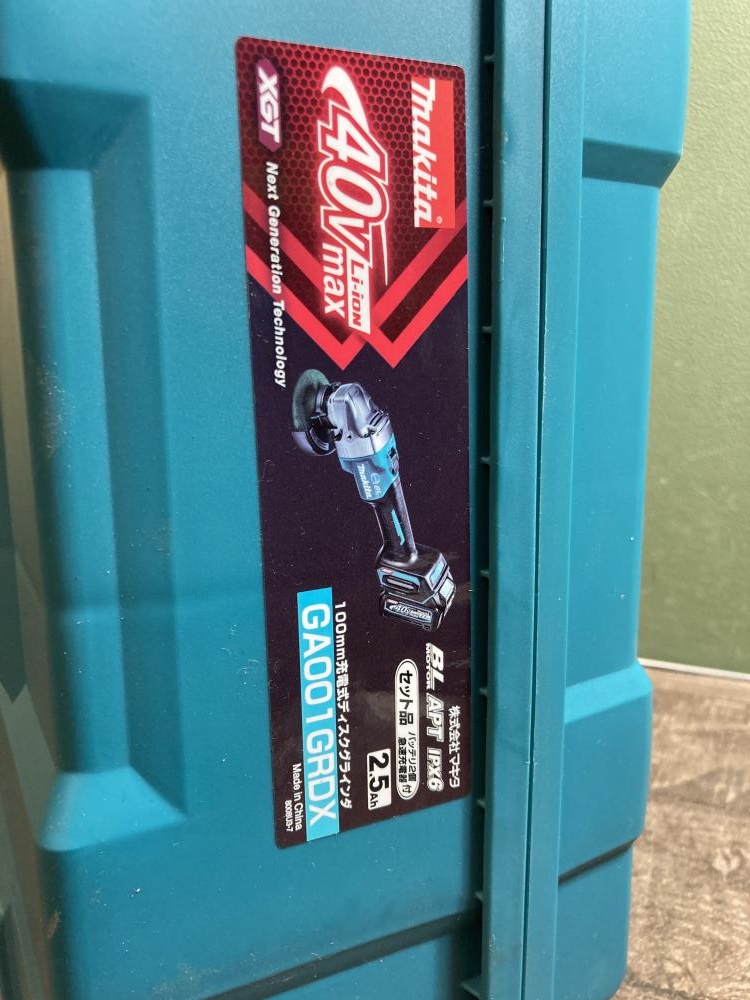 makita®
40Vmax
Li-ion
XGT Next Generation Technology
makita
株式会社マキタ
BL MOTOR APT IPX6
セット品 バッテリ2個 急速充電器 付
2.5Ah
100mm充電式ディスクグラインダ
GA001GRDX
Made in China